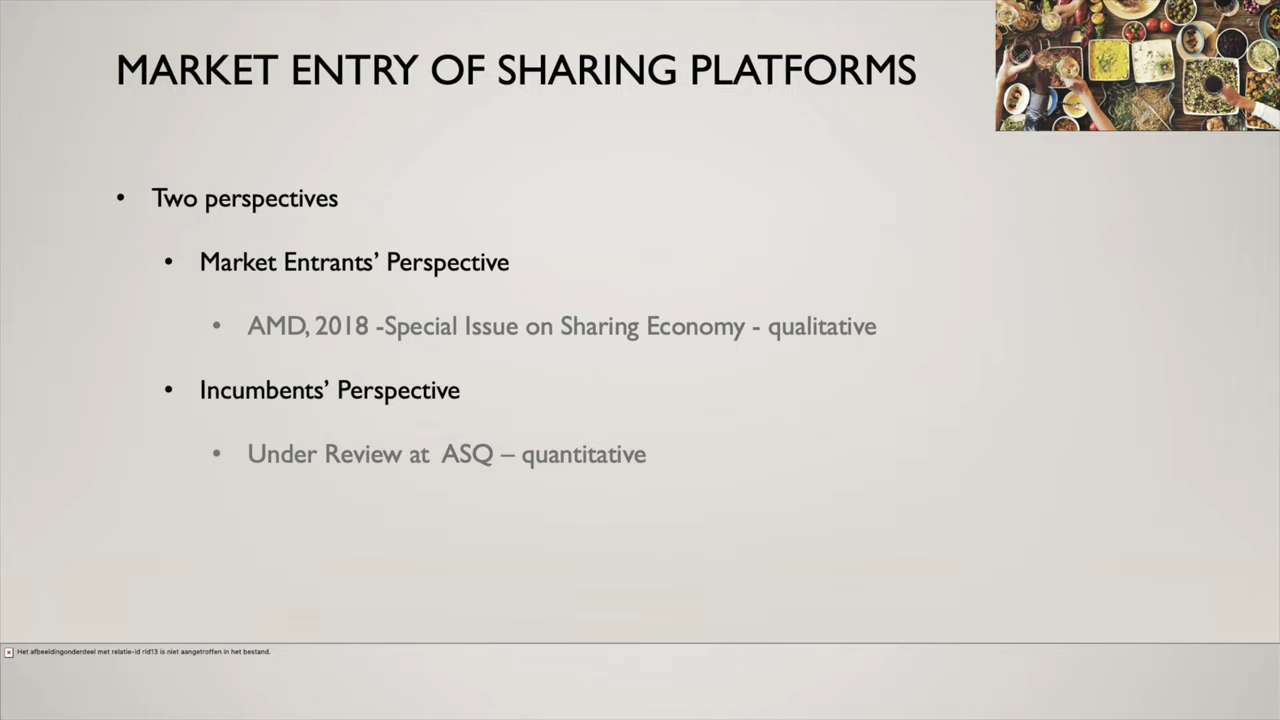 MARKET ENTRY OF SHARING PLATFORMS
• Two perspectives
• Market Entrants’ Perspective
• AMD, 2018 -Special Issue on Sharing Economy - qualitative
• Incumbents’ Perspective
• Under Review at ASQ – quantitative
Het afbeeldingonderdeel met relatie-id rId13 is niet aangetroffen in het bestand.